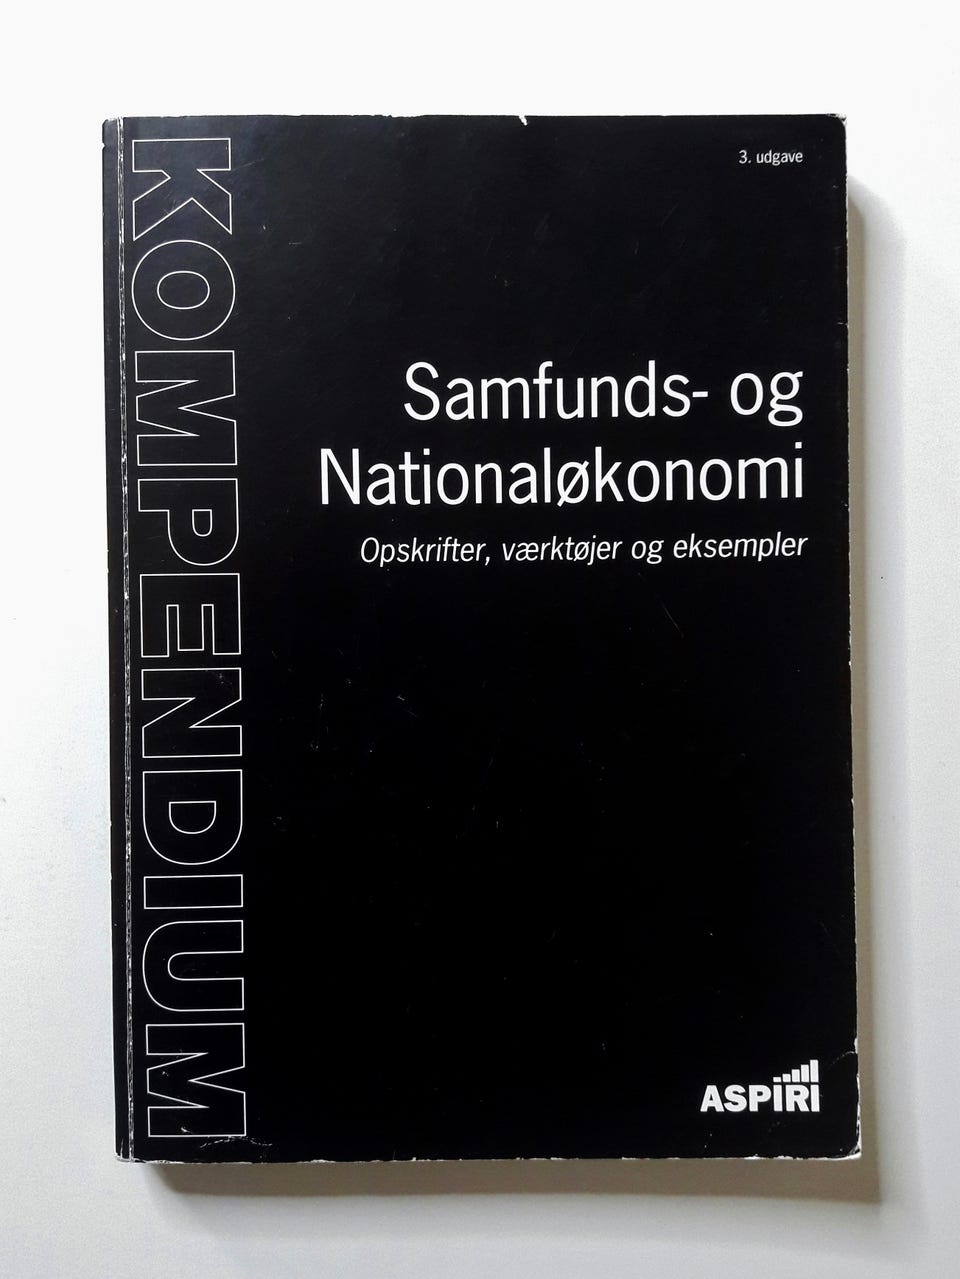 3. udgave
KOMPENDIUM
Samfunds- og
Nationaløkonomi
Opskrifter, værktøjer og eksempler
ASPIRI